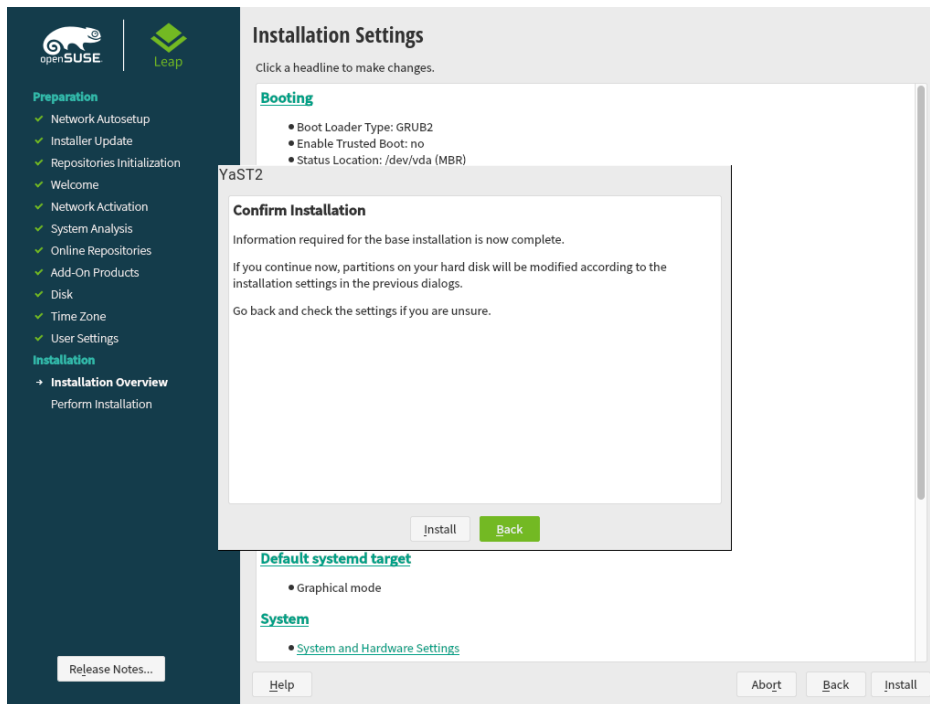 openSUSE.
Leap
Preparation
Network Autosetup
Installer Update
Repositories Initialization
Welcome
Network Activation
System Analysis
Online Repositories
Add-On Products
Disk
Time Zone
User Settings
Installation
Installation Overview
Perform Installation
Release Notes...
Installation Settings
Click a headline to make changes.
Booting
Boot Loader Type: GRUB2
Enable Trusted Boot: no
Status Location: /dev/vda (MBR)
YaST2
Confirm Installation
Information required for the base installation is now complete.
If you continue now, partitions on your hard disk will be modified according to the
installation settings in the previous dialogs.
Go back and check the settings if you are unsure.
Install
Back
Default systemd target
Graphical mode
System
System and Hardware Settings
Help
Abort
Back
Install